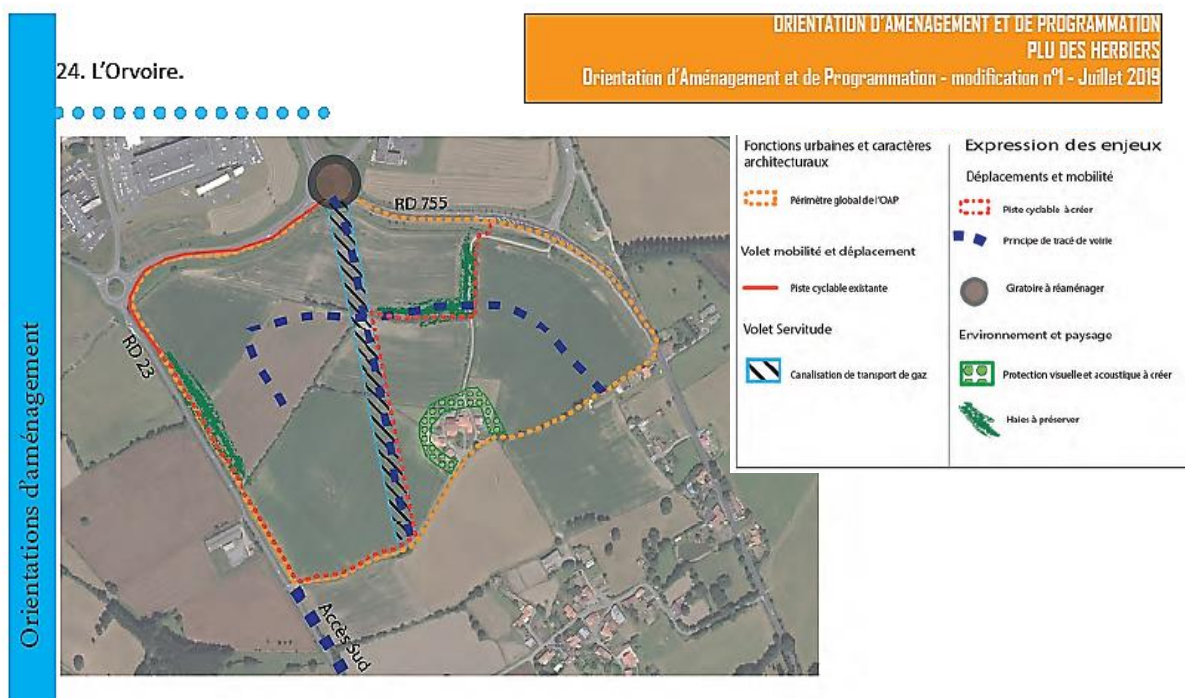 ORIENTATION D'AMÉNAGEMENT ET DE PROGRAMMATION
PLU DES HERBIERS
Orientation d'Aménagement et de Programmation - modification n°1 - Juillet 2019
24. L'Orvoire.
Orientations d'aménagement
RD 755
RD 23
Accès Sud
Fonctions urbaines et caractères
architecturaux
Périmètre global de l'OAP
Volet mobilité et déplacement
Piste cyclable existante
Volet Servitude
Canalisation de transport de gaz
Expression des enjeux
Déplacements et mobilité
Piste cyclable à créer
Principe de tracé de voirie
Giratoire à réaménager
Environnement et paysage
Protection visuelle et acoustique à créer
Haies à préserver